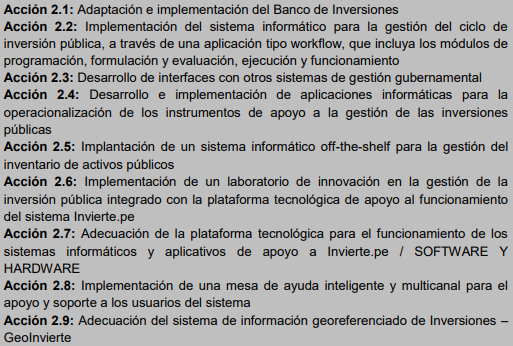 Acción 2.1: Adaptación e implementación del Banco de Inversiones
Acción 2.2: Implementación del sistema informático para la gestión del ciclo de
inversión pública, a través de una aplicación tipo workflow, que incluya los módulos de
programación, formulación y evaluación, ejecución y funcionamiento
Acción 2.3: Desarrollo de interfaces con otros sistemas de gestión gubernamental
Acción 2.4: Desarrollo e implementación de aplicaciones informáticas para la
operacionalización de los instrumentos de apoyo a la gestión de las inversiones
públicas
Acción 2.5: Implantación de un sistema informático off-the-shelf para la gestión del
inventario de activos públicos
Acción 2.6: Implementación de un laboratorio de innovación en la gestión de la
inversión pública integrado con la plataforma tecnológica de apoyo al funcionamiento
del sistema Invierte.pe
Acción 2.7: Adecuación de la plataforma tecnológica para el funcionamiento de los
sistemas informáticos y aplicativos de apoyo a Invierte.pe / SOFTWARE Y
HARDWARE
Acción 2.8: Implementación de una mesa de ayuda inteligente y multicanal para el
apoyo y soporte a los usuarios del sistema
Acción 2.9: Adecuación del sistema de información georeferenciado de Inversiones –
GeoInvierte